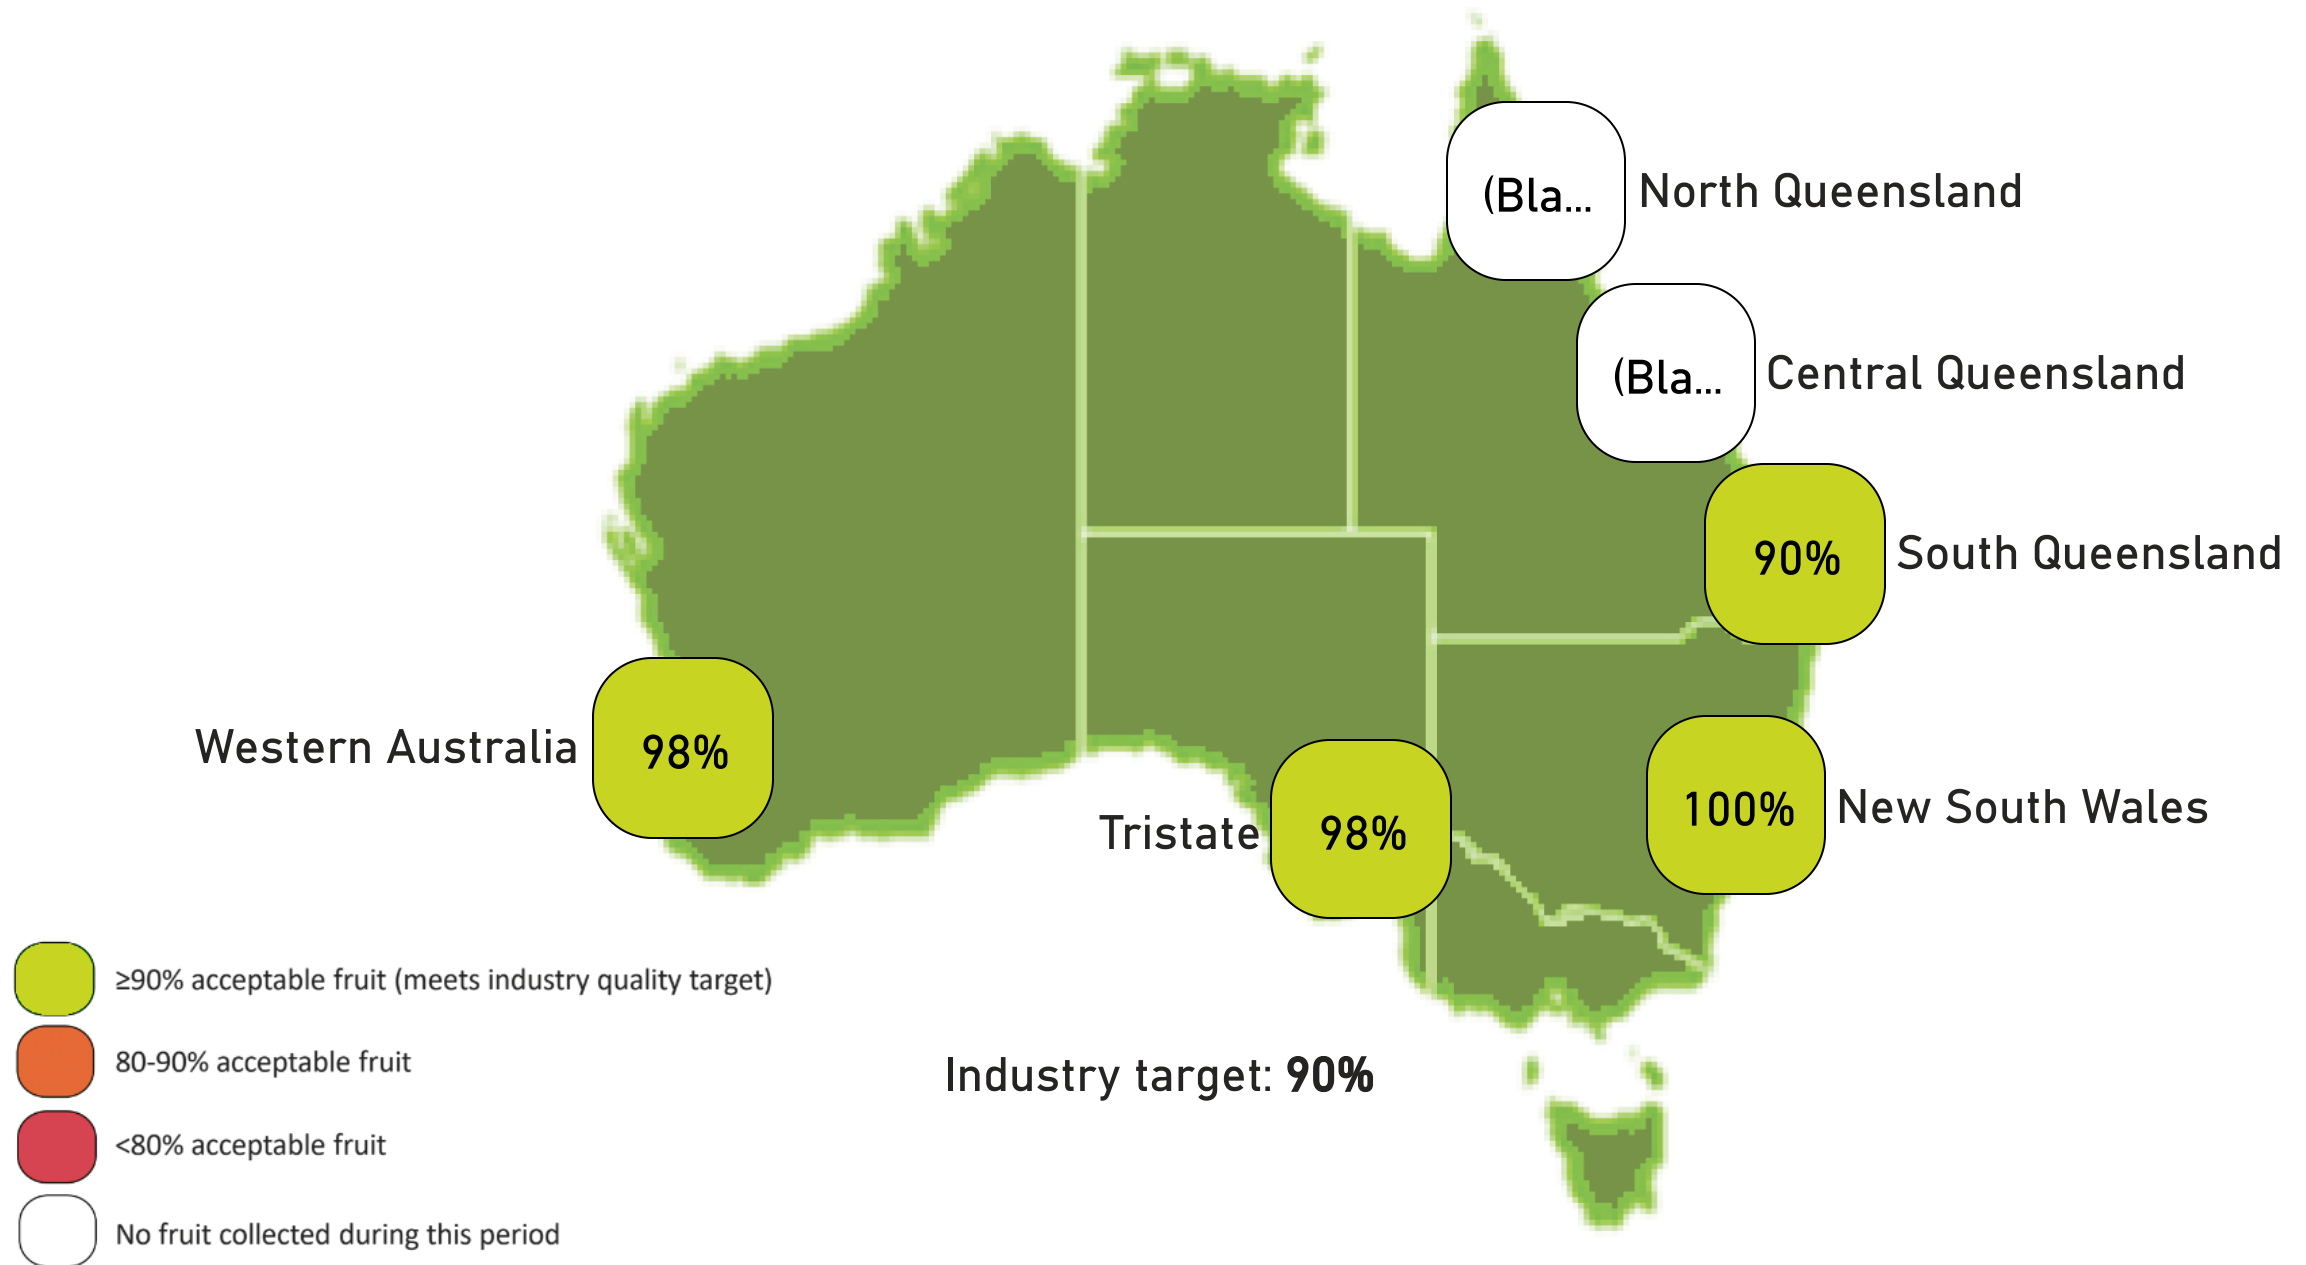 (Bla... North Queensland
(Bla... Central Queensland
90% South Queensland
Western Australia 98%
Tristate 98%
100% New South Wales
≥90% acceptable fruit (meets industry quality target)
80-90% acceptable fruit
<80% acceptable fruit
No fruit collected during this period
Industry target: 90%